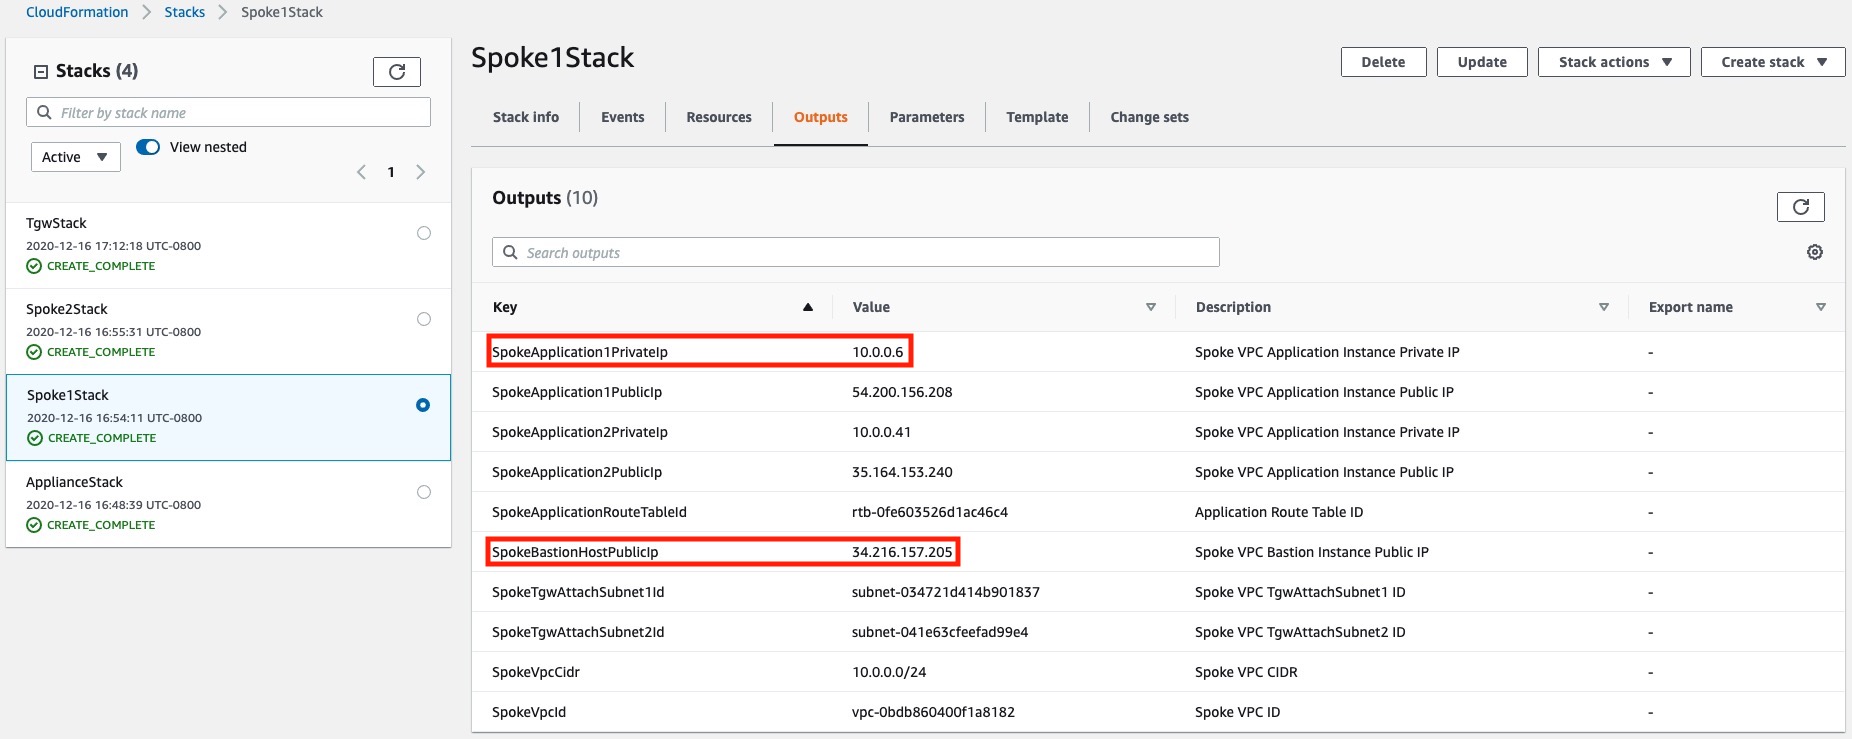 CloudFormation > Stacks > Spoke1Stack
Stacks (4)
Filter by stack name
Active
View nested
1
TgwStack
2020-12-16 17:12:18 UTC-0800
CREATE_COMPLETE
Spoke2Stack
2020-12-16 16:55:31 UTC-0800
CREATE_COMPLETE
Spoke1Stack
2020-12-16 16:54:11 UTC-0800
CREATE_COMPLETE
ApplianceStack
2020-12-16 16:48:39 UTC-0800
CREATE_COMPLETE
Spoke1Stack
Delete Update Stack actions Create stack
Stack info Events Resources Outputs Parameters Template Change sets
Outputs (10)
Search outputs
Key Value Description Export name
SpokeApplication1PrivateIp 10.0.0.6 Spoke VPC Application Instance Private IP -
SpokeApplication1PublicIp 54.200.156.208 Spoke VPC Application Instance Public IP -
SpokeApplication2PrivateIp 10.0.0.41 Spoke VPC Application Instance Private IP -
SpokeApplication2PublicIp 35.164.153.240 Spoke VPC Application Instance Public IP -
SpokeApplicationRouteTableId rtb-0fe603526d1ac46c4 Application Route Table ID -
SpokeBastionHostPublicIp 34.216.157.205 Spoke VPC Bastion Instance Public IP -
SpokeTgwAttachSubnet1Id subnet-034721d414b901837 Spoke VPC TgwAttachSubnet1 ID -
SpokeTgwAttachSubnet2Id subnet-041e63cfeefad99e4 Spoke VPC TgwAttachSubnet2 ID -
SpokeVpcCidr 10.0.0.0/24 Spoke VPC CIDR -
SpokeVpcId vpc-0bdb860400f1a8182 Spoke VPC ID -